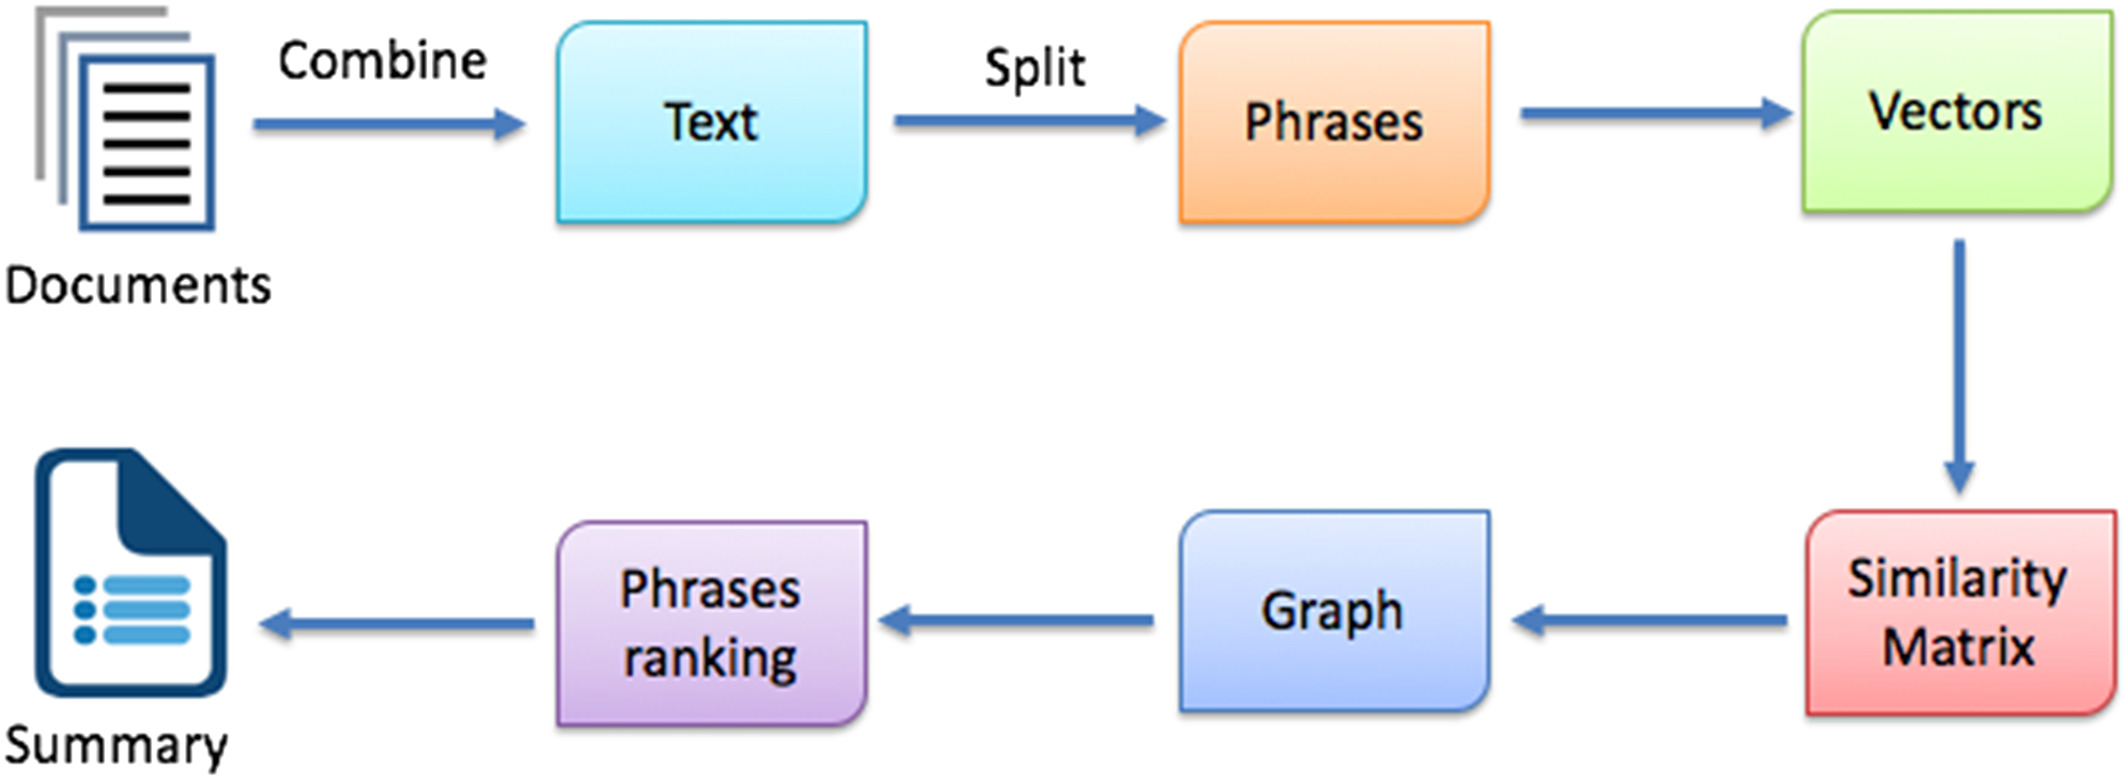 Combine
Text
Split
Phrases
Vectors
Documents
Similarity
Matrix
Graph
Phrases
ranking
Summary